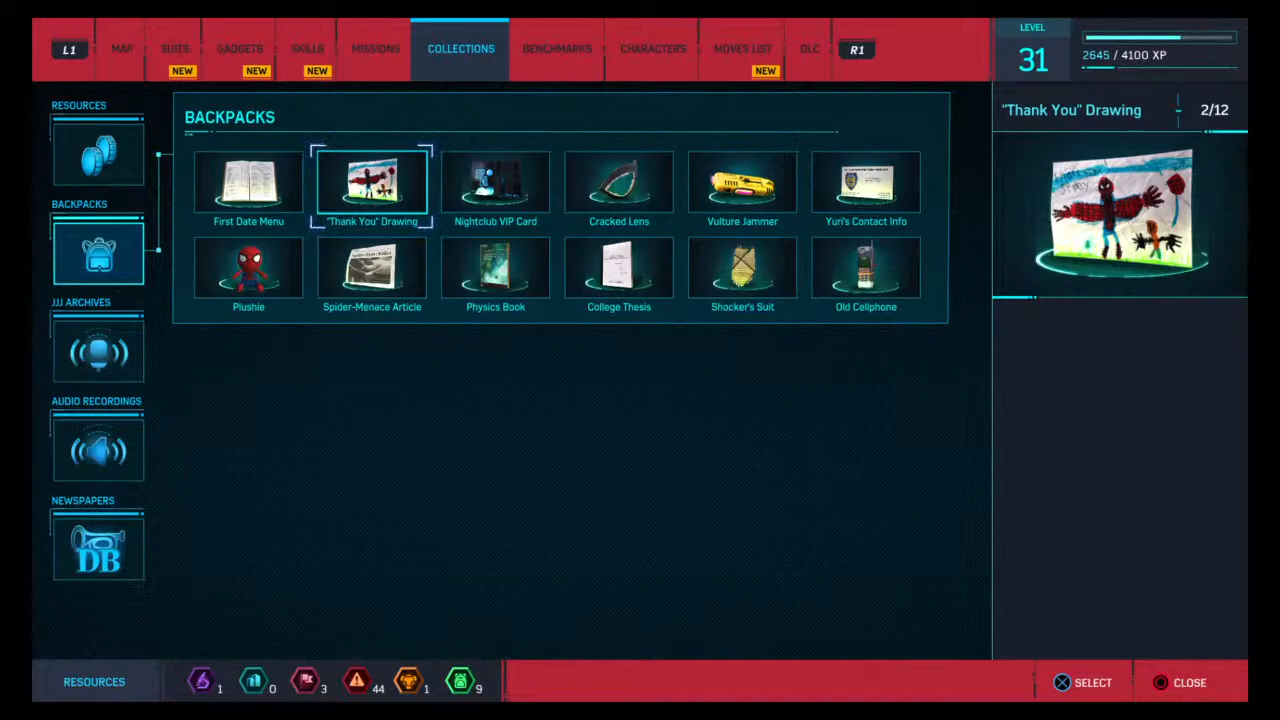 L1
MAP
SUITS
GADGETS
SKILLS
MISSIONS
COLLECTIONS
BENCHMARKS
CHARACTERS
MOVES LIST
DLC
R1
NEW
NEW
NEW
NEW
LEVEL
31
2645 / 4100 XP
RESOURCES
BACKPACKS
JJJ ARCHIVES
AUDIO RECORDINGS
NEWSPAPERS
DB
BACKPACKS
First Date Menu
"Thank You" Drawing
Nightclub VIP Card
Cracked Lens
Vulture Jammer
Yuri's Contact Info
Plushie
Spider-Menace Article
Physics Book
College Thesis
Shocker's Suit
Old Cellphone
"Thank You" Drawing
2/12
RESOURCES
1
0
3
44
1
9
SELECT
CLOSE